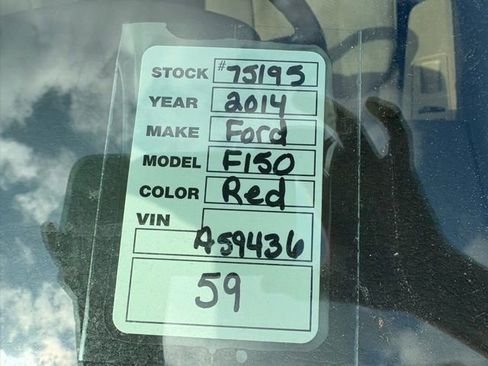 STOCK #75195
YEAR 2014
MAKE Ford
MODEL F150
COLOR Red
VIN
A59436
59